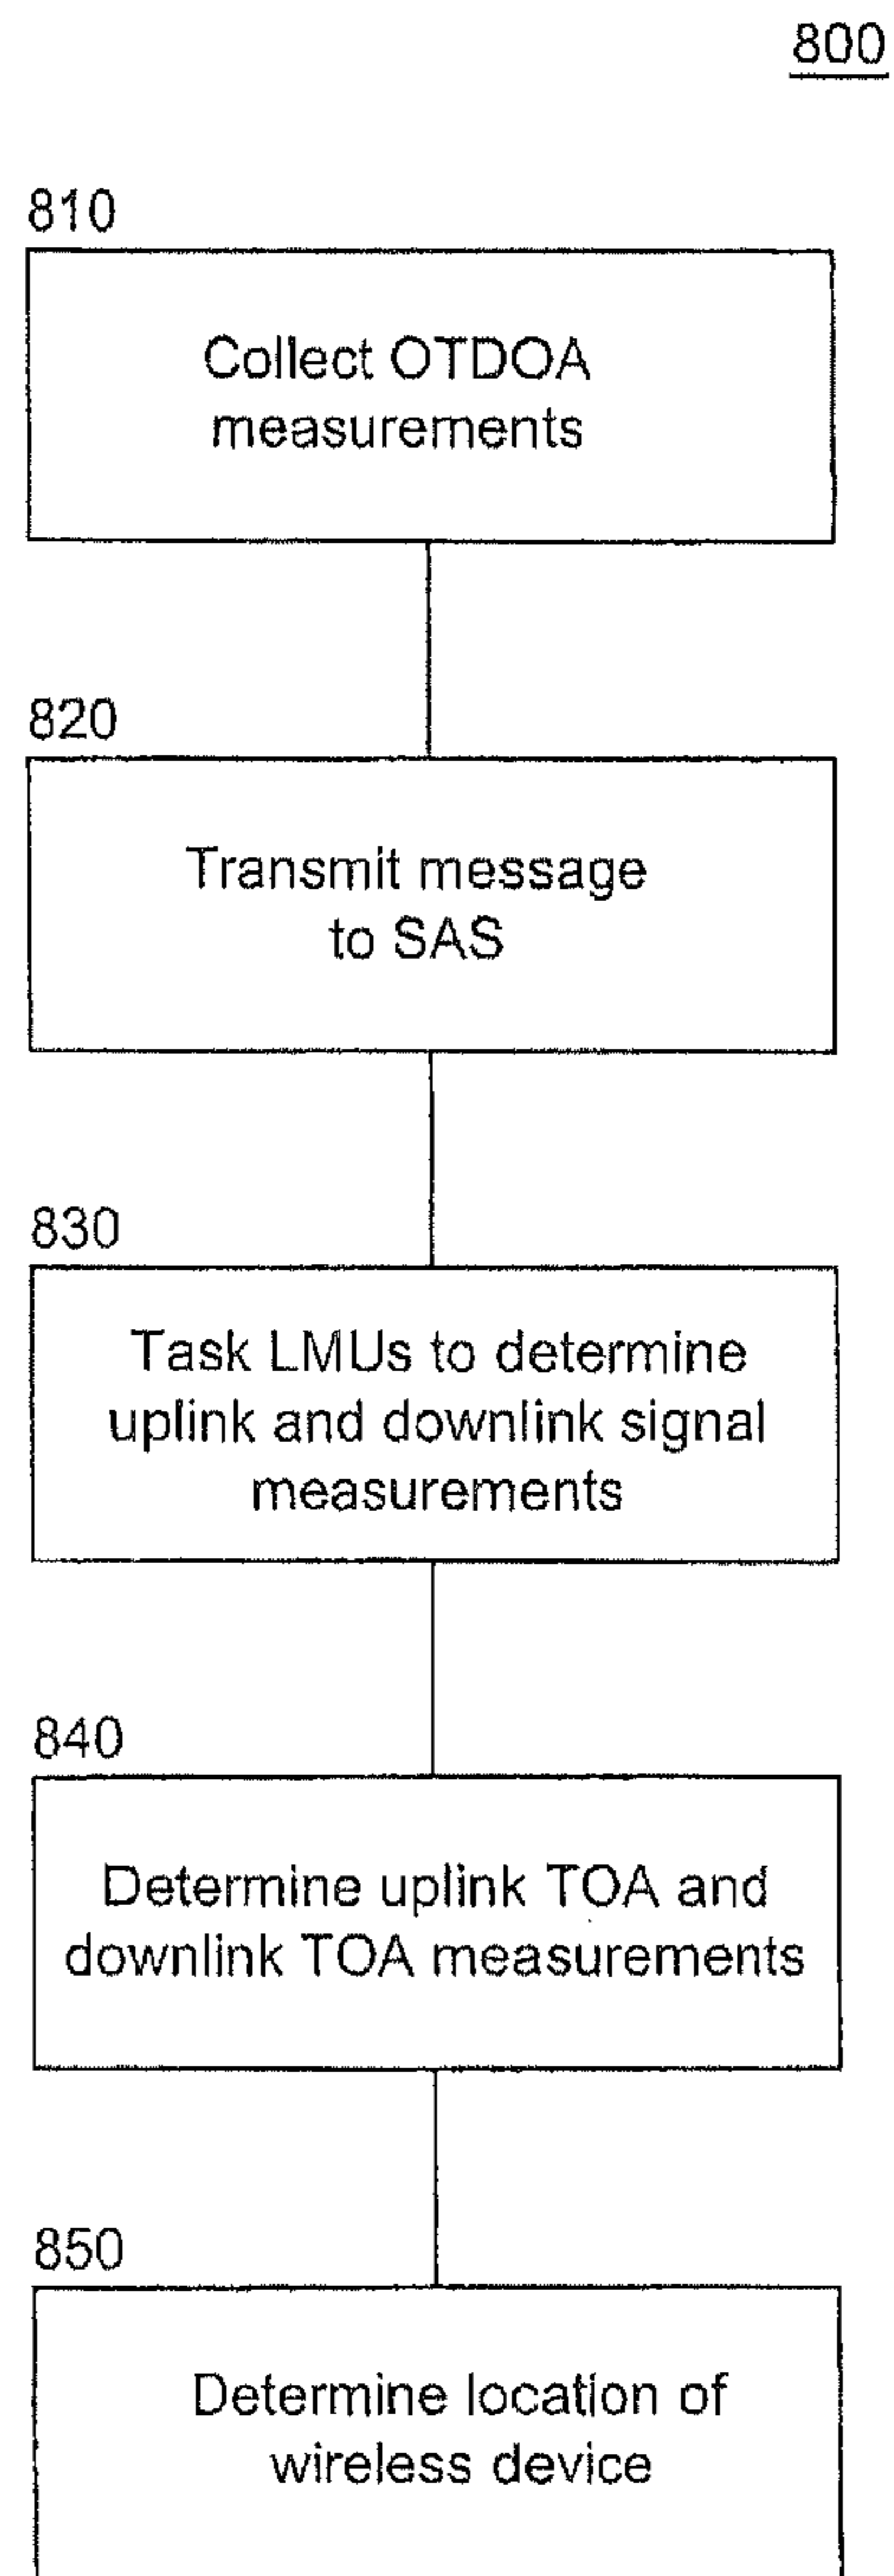 800
810
Collect OTDOA
measurements
820
Transmit message
to SAS
830
Task LMUs to determine
uplink and downlink signal
measurements
840
Determine uplink TOA and
downlink TOA measurements
850
Determine location of
wireless device